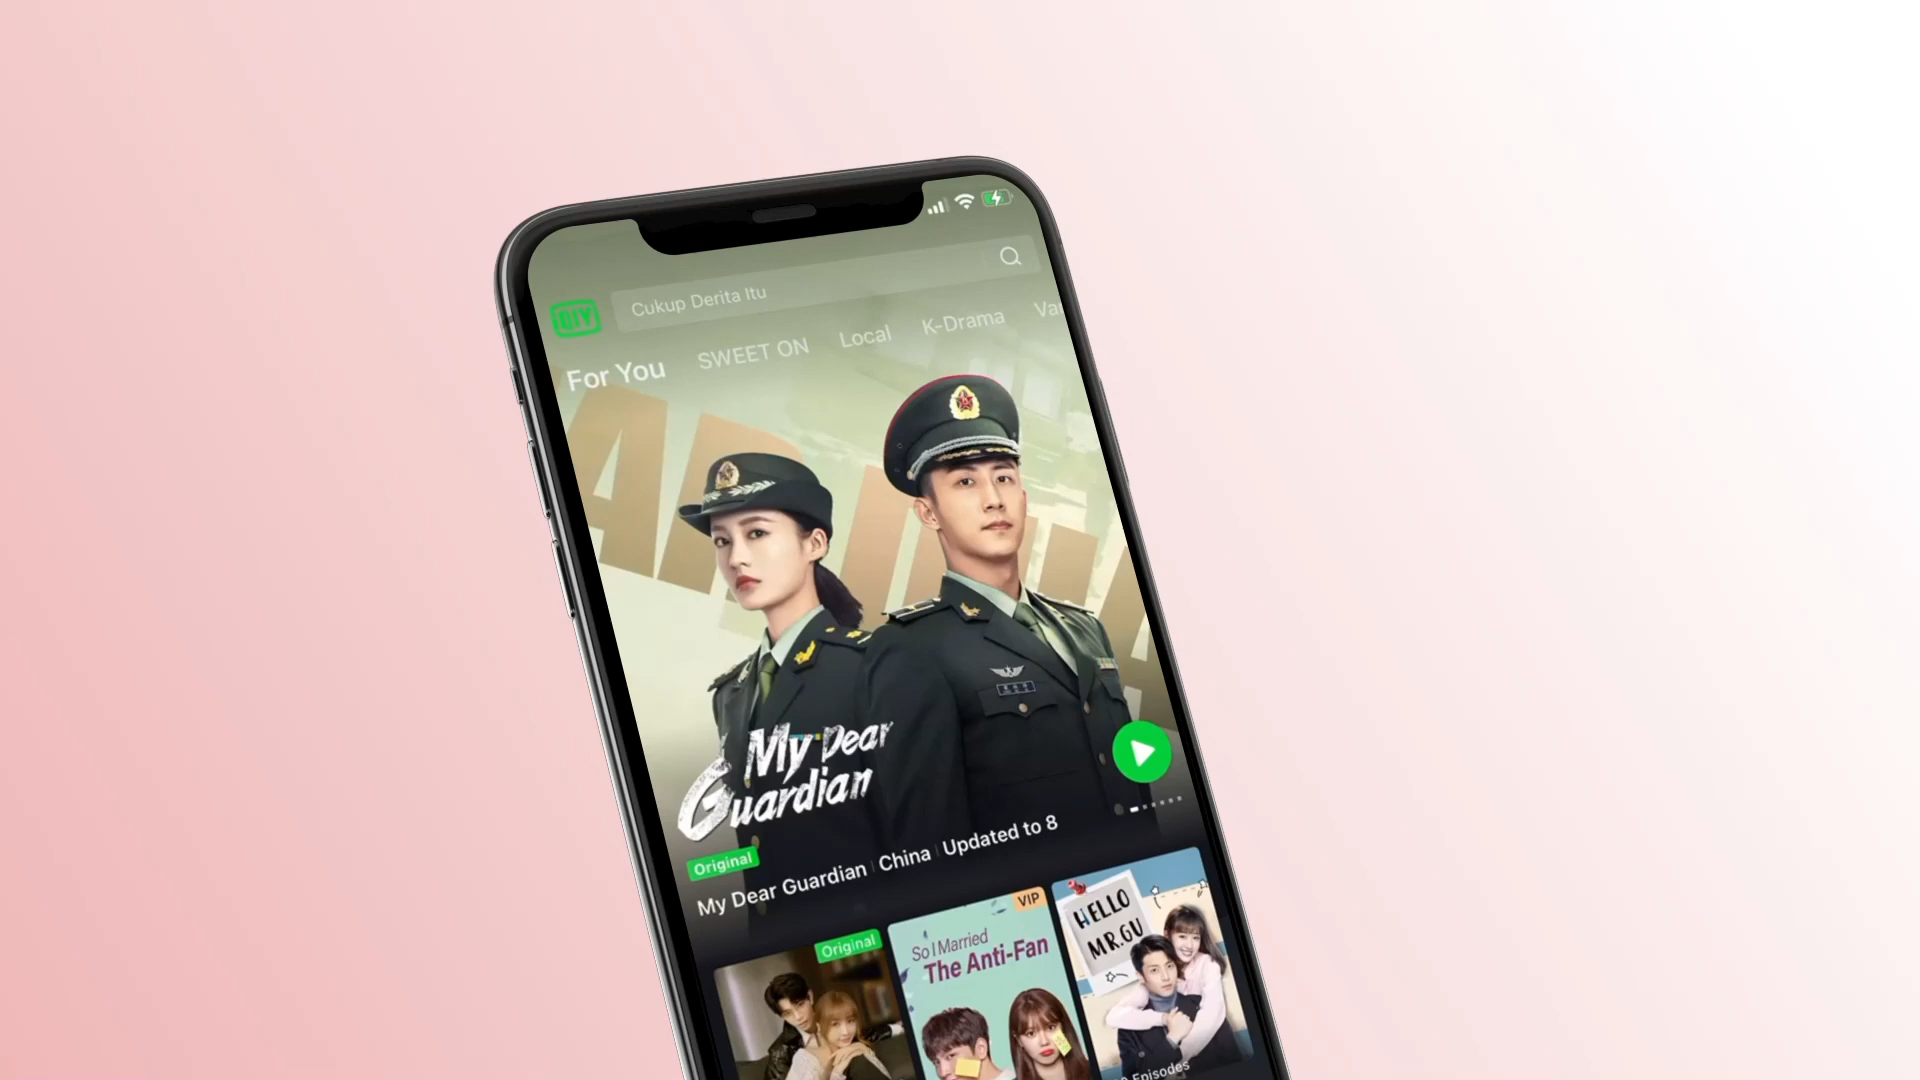 QIY
Cukup Derita Itu
For You
SWEET ON
Local
K-Drama
My Dear
Guardian
Original
My Dear Guardian
China
Updated to 8
Original
VIP
So I Married
The Anti-Fan
HELLO
MR.GU
Episodes